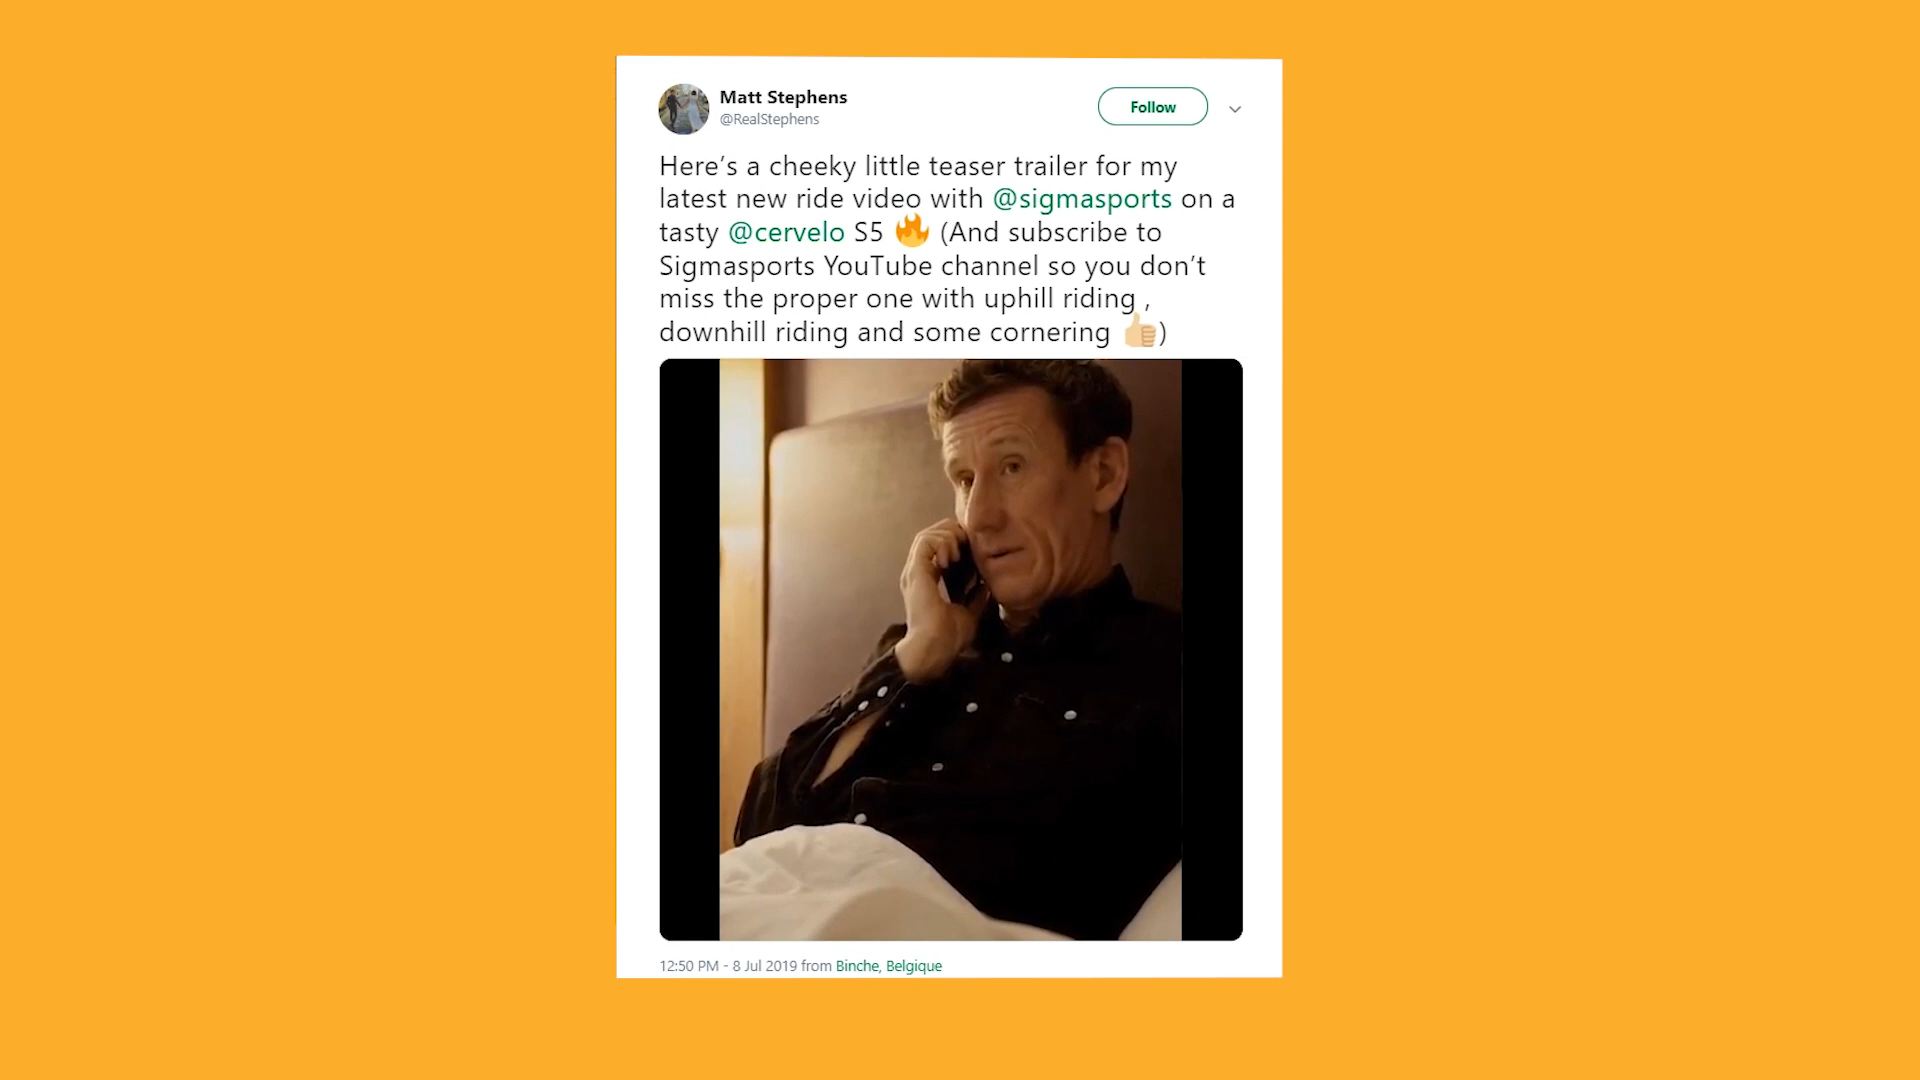 Matt Stephens
@RealStephens
Follow
Here’s a cheeky little teaser trailer for my
latest new ride video with @sigmasports on a
tasty @cervelo S5 🔥 (And subscribe to
Sigmasports YouTube channel so you don’t
miss the proper one with uphill riding ,
downhill riding and some cornering 👍🏼)
12:50 PM - 8 Jul 2019 from Binche, Belgique